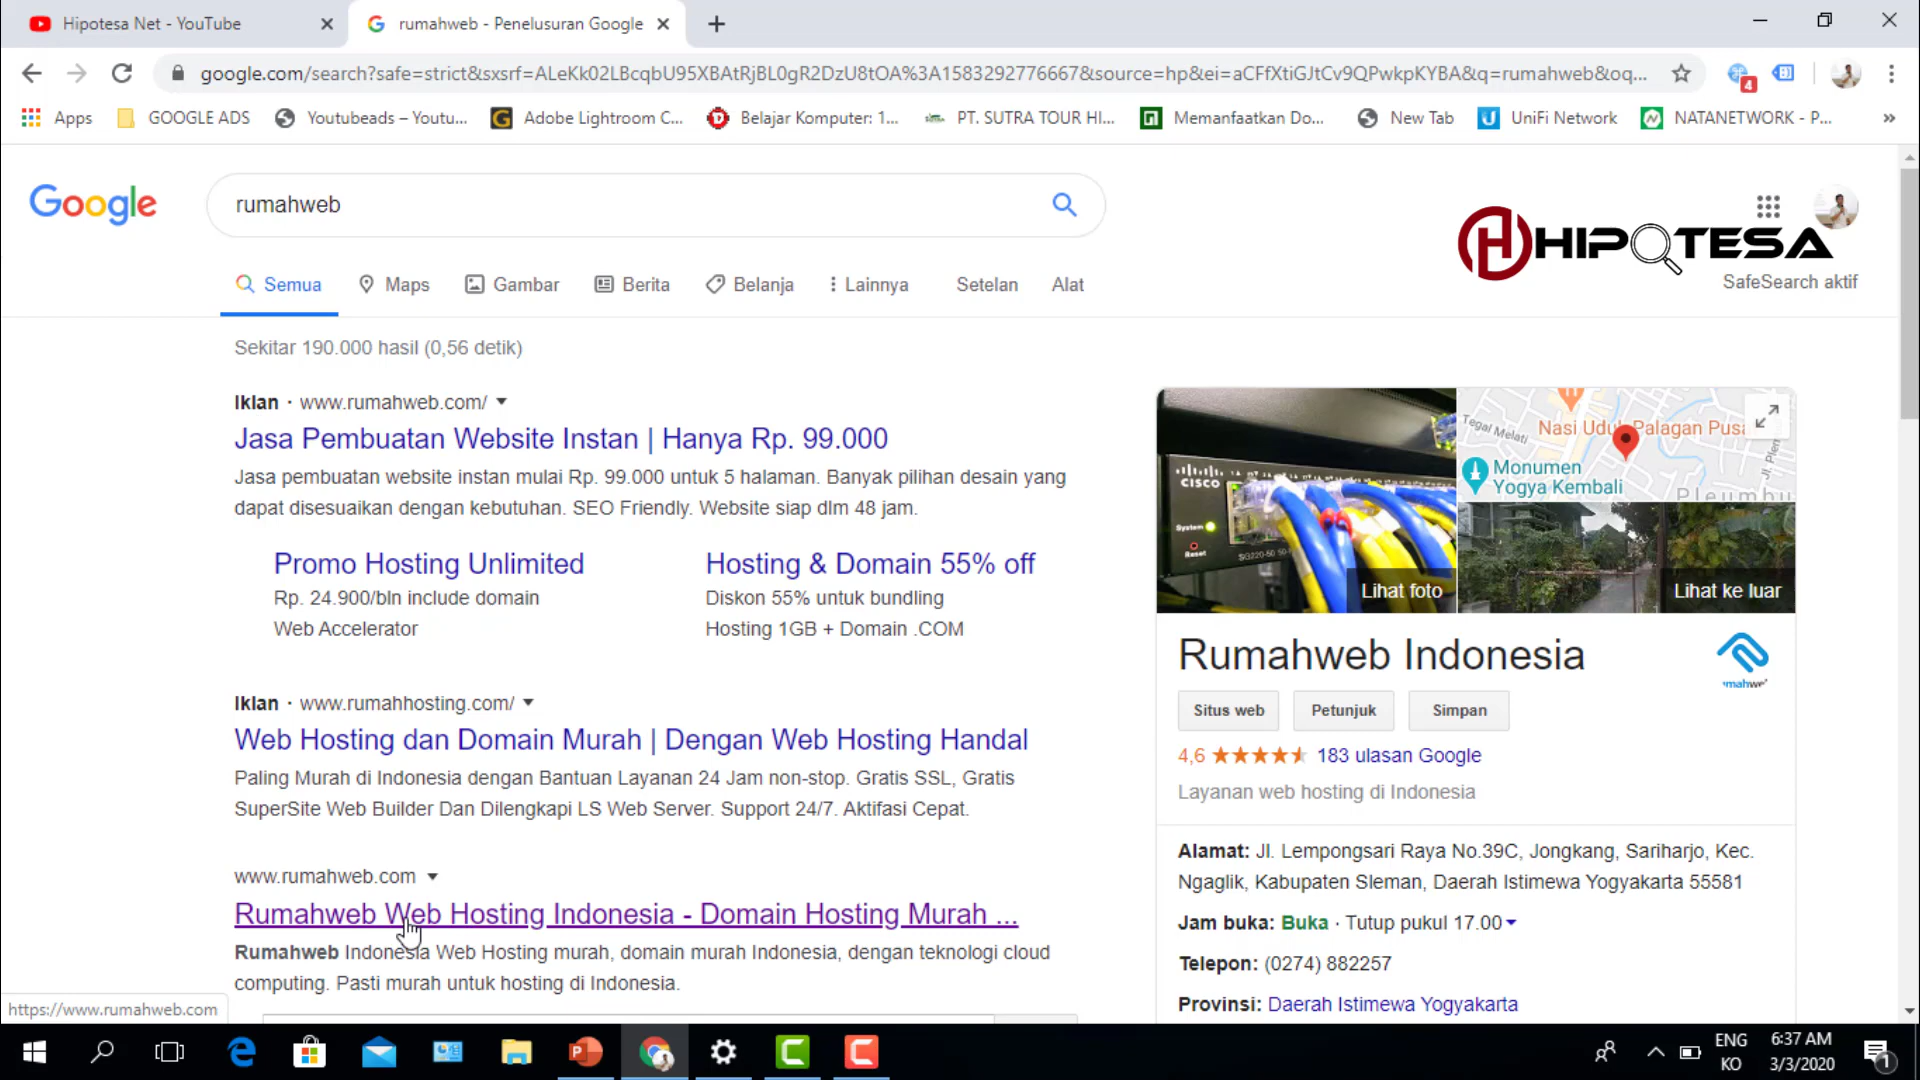 Hipotesa Net - YouTube
rumahweb - Penelusuran Google
google.com/search?safe=strict&sxsrf=ALeKk02LBcqbU95XBAtRjBL0gR2DzU8tOA%3A1583292776667&source=hp&ei=aCFfXtiGJtCv9QPwkpKYBA&q=rumahweb&oq...
4
Apps
GOOGLE ADS
Youtubeads – Youtu...
Adobe Lightroom C...
Belajar Komputer: 1...
PT. SUTRA TOUR HI...
Memanfaatkan Do...
New Tab
UniFi Network
NATANETWORK - P...
Google
rumahweb
HIPOTESA
SafeSearch aktif
Semua
Maps
Gambar
Berita
Belanja
Lainnya
Setelan
Alat
Sekitar 190.000 hasil (0,56 detik)
Iklan · www.rumahweb.com/
Jasa Pembuatan Website Instan | Hanya Rp. 99.000
Jasa pembuatan website instan mulai Rp. 99.000 untuk 5 halaman. Banyak pilihan desain yang
dapat disesuaikan dengan kebutuhan. SEO Friendly. Website siap dlm 48 jam.
Promo Hosting Unlimited
Rp. 24.900/bln include domain
Web Accelerator
Hosting & Domain 55% off
Diskon 55% untuk bundling
Hosting 1GB + Domain .COM
Iklan · www.rumahhosting.com/
Web Hosting dan Domain Murah | Dengan Web Hosting Handal
Paling Murah di Indonesia dengan Bantuan Layanan 24 Jam non-stop. Gratis SSL, Gratis
SuperSite Web Builder Dan Dilengkapi LS Web Server. Support 24/7. Aktifasi Cepat.
www.rumahweb.com
Rumahweb Web Hosting Indonesia - Domain Hosting Murah ...
Rumahweb Indonesia Web Hosting murah, domain murah Indonesia, dengan teknologi cloud
computing. Pasti murah untuk hosting di Indonesia.
https://www.rumahweb.com
CISCO
System
Reset
Lihat foto
Tegal Melati
Nasi Udu Palagan Pusa
Monumen
Yogya Kembali
Lihat ke luar
Rumahweb Indonesia
Situs web
Petunjuk
Simpan
4,6
183 ulasan Google
Layanan web hosting di Indonesia
Alamat: Jl. Lempongsari Raya No.39C, Jongkang, Sariharjo, Kec.
Ngaglik, Kabupaten Sleman, Daerah Istimewa Yogyakarta 55581
Jam buka: Buka · Tutup pukul 17.00
Telepon: (0274) 882257
Provinsi: Daerah Istimewa Yogyakarta
ENG
KO
6:37 AM
3/3/2020
1